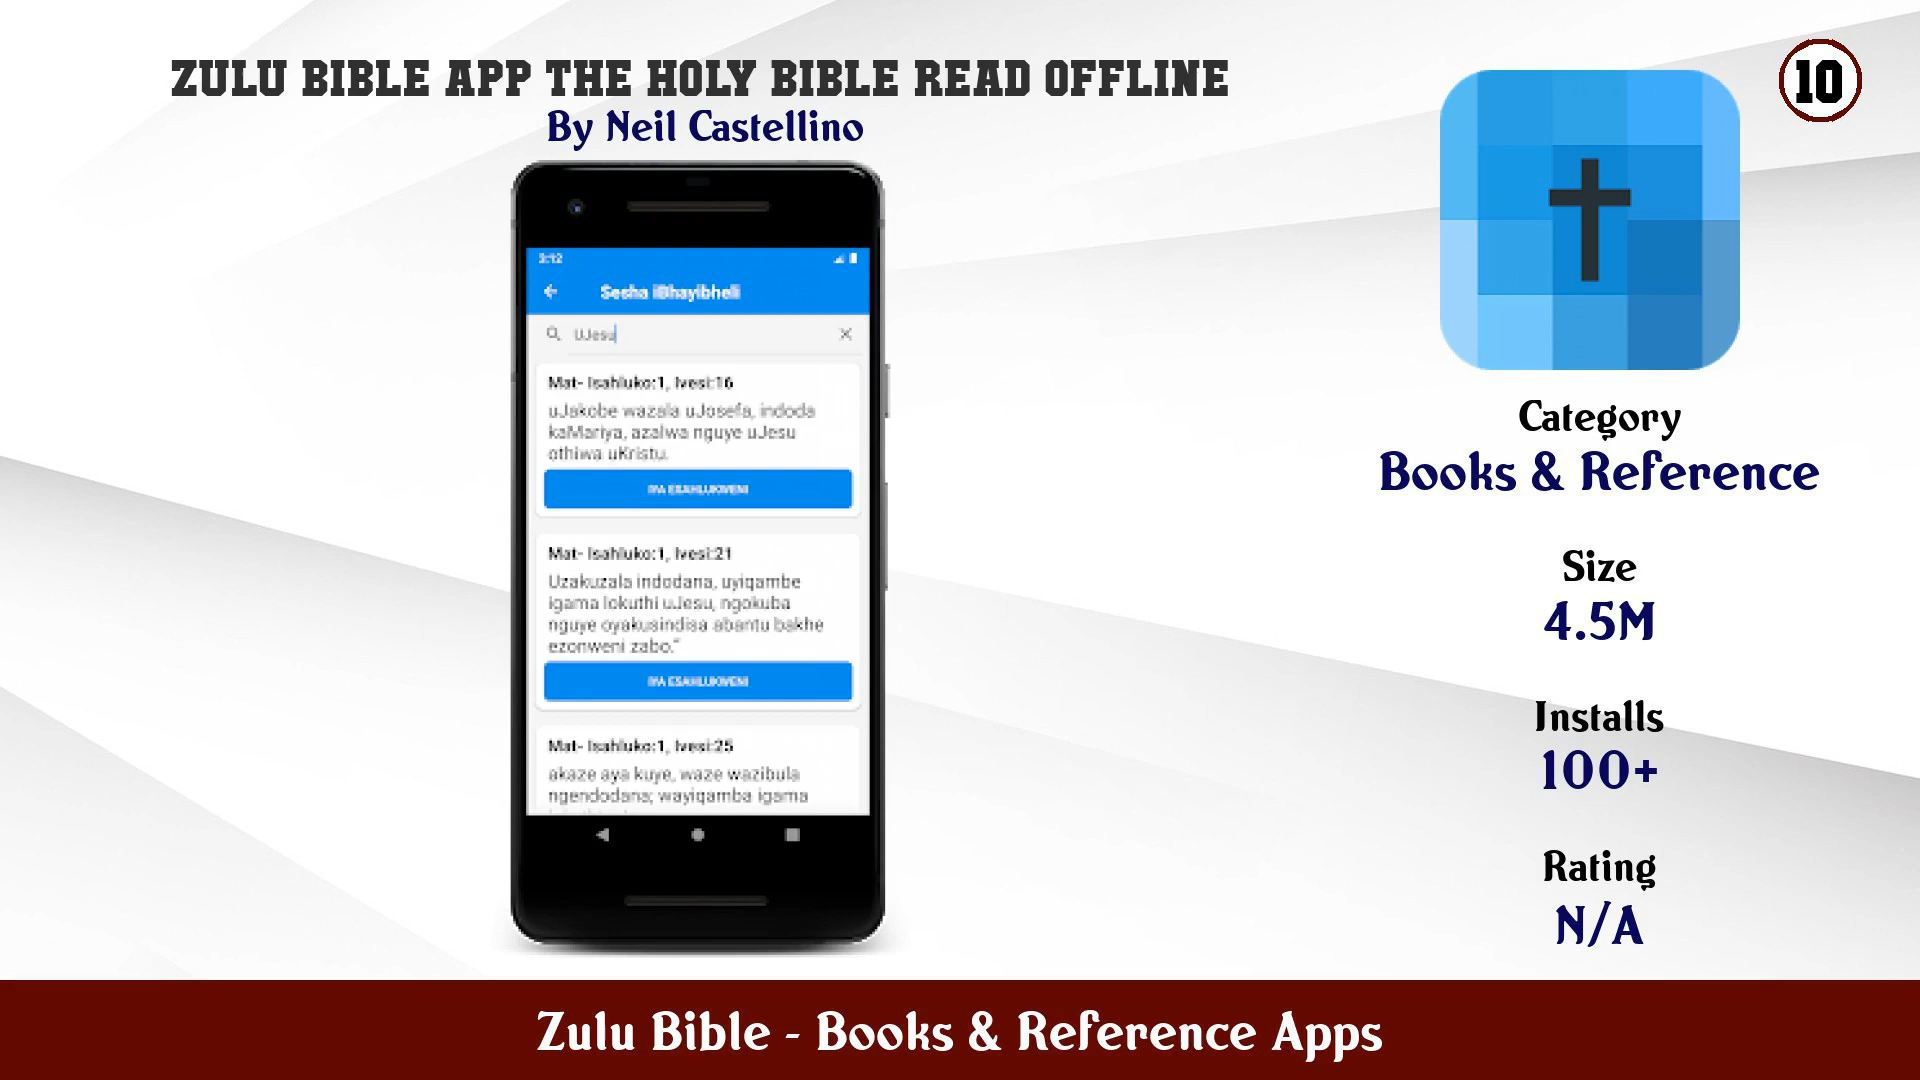 ZULU BIBLE APP THE HOLY BIBLE READ OFFLINE
By Neil Castellino
10
3:12
Sesha iBhayibheli
UJesu
Mat- Isahluko:1, Ivesi:16
uJakobe wazala uJosefa, indoda
kaMariya, azalwa nguye uJesu
othiwa uKristu.
IYA ESAHLUKWENI
Mat- Isahluko:1, Ivesi:21
Uzakuzala indodana, uyiqambe
igama lokuthi uJesu, ngokuba
nguye oyakusindisa abantu bakhe
ezonweni zabo.”
IYA ESAHLUKWENI
Mat- Isahluko:1, Ivesi:25
akaze aya kuye, waze wazibula
ngendodana; wayiqamba igama
Category
Books & Reference
Size
4.5M
Installs
100+
Rating
N/A
Zulu Bible - Books & Reference Apps